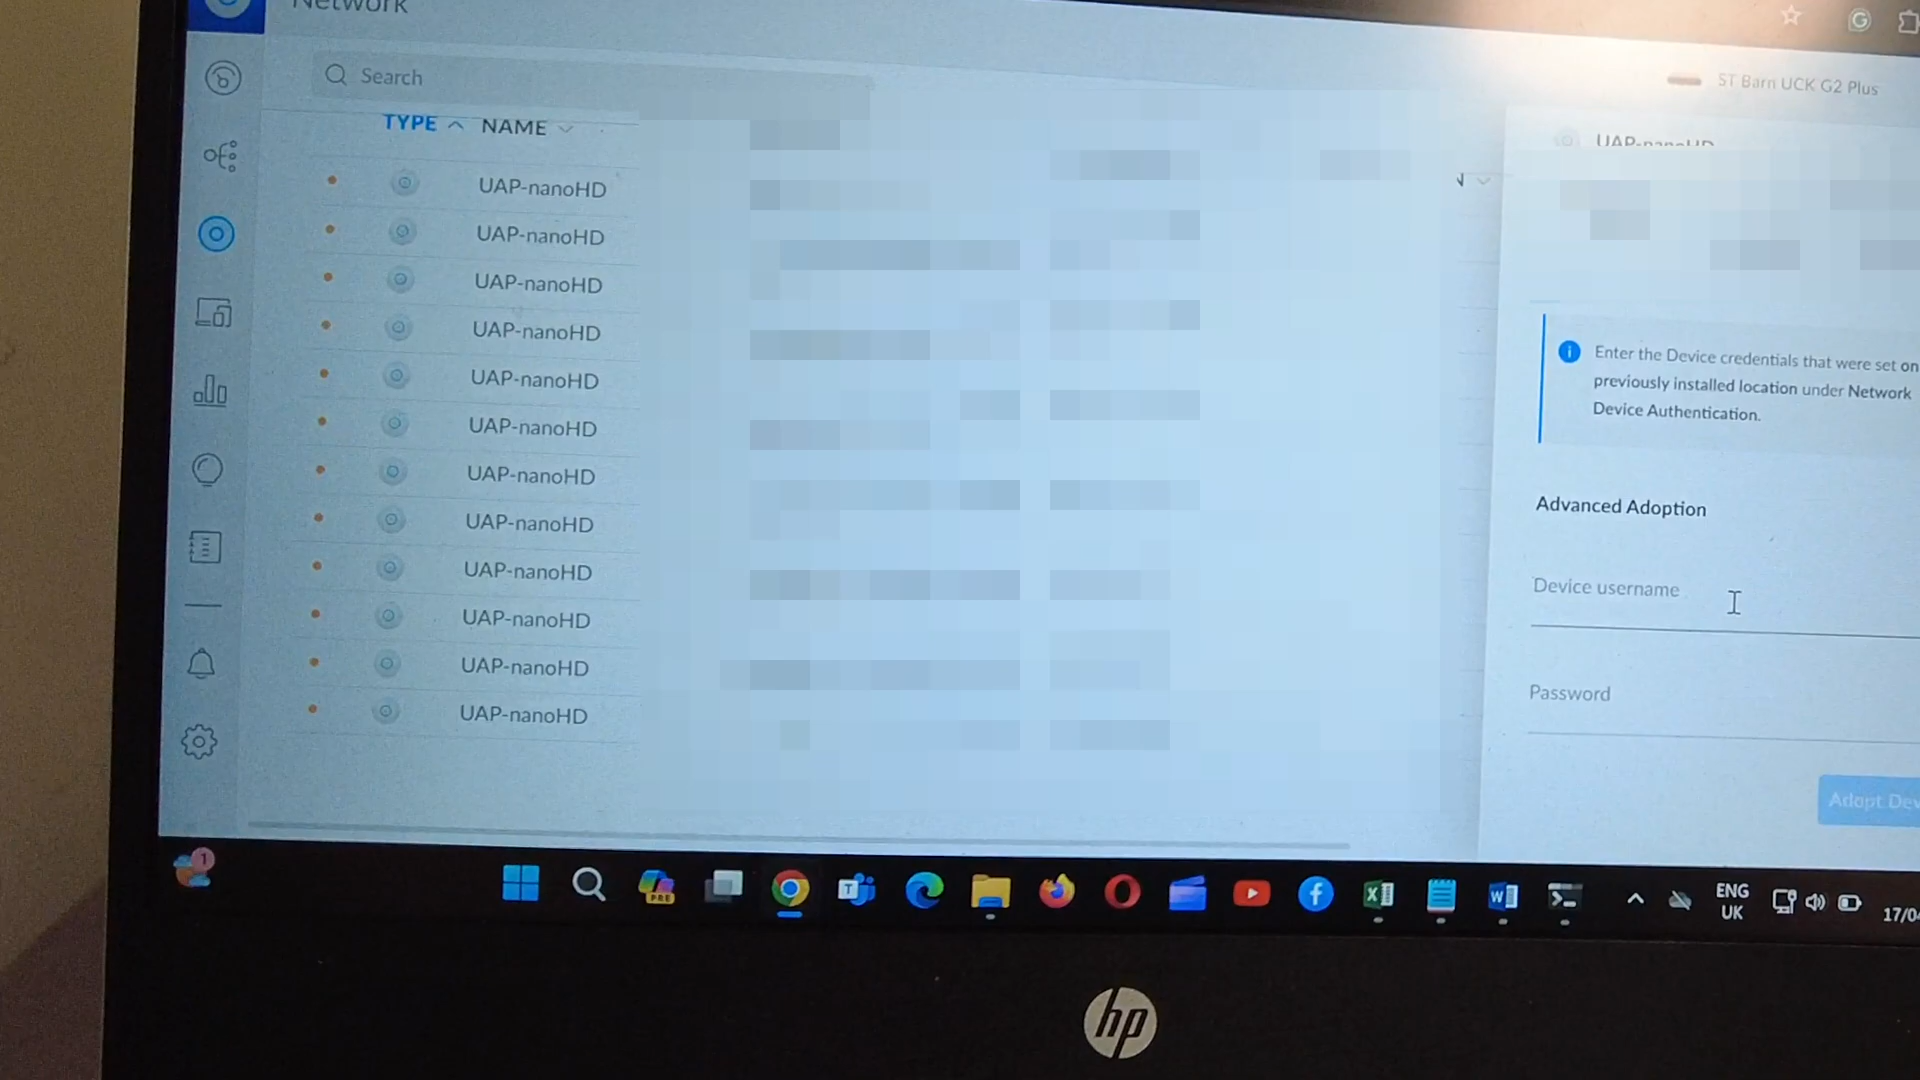 Network
Search
ST Barn UCK G2 Plus
TYPE NAME
UAP-nanoHD
UAP-nanoHD
UAP-nanoHD
UAP-nanoHD
UAP-nanoHD
UAP-nanoHD
UAP-nanoHD
UAP-nanoHD
UAP-nanoHD
UAP-nanoHD
UAP-nanoHD
UAP-nanoHD
UAP-nanoHD
Enter the Device credentials that were set on
previously installed location under Network
Device Authentication.
Advanced Adoption
Device username
Password
Adopt Dev
1
PRE
ENG
UK
17/04
hp